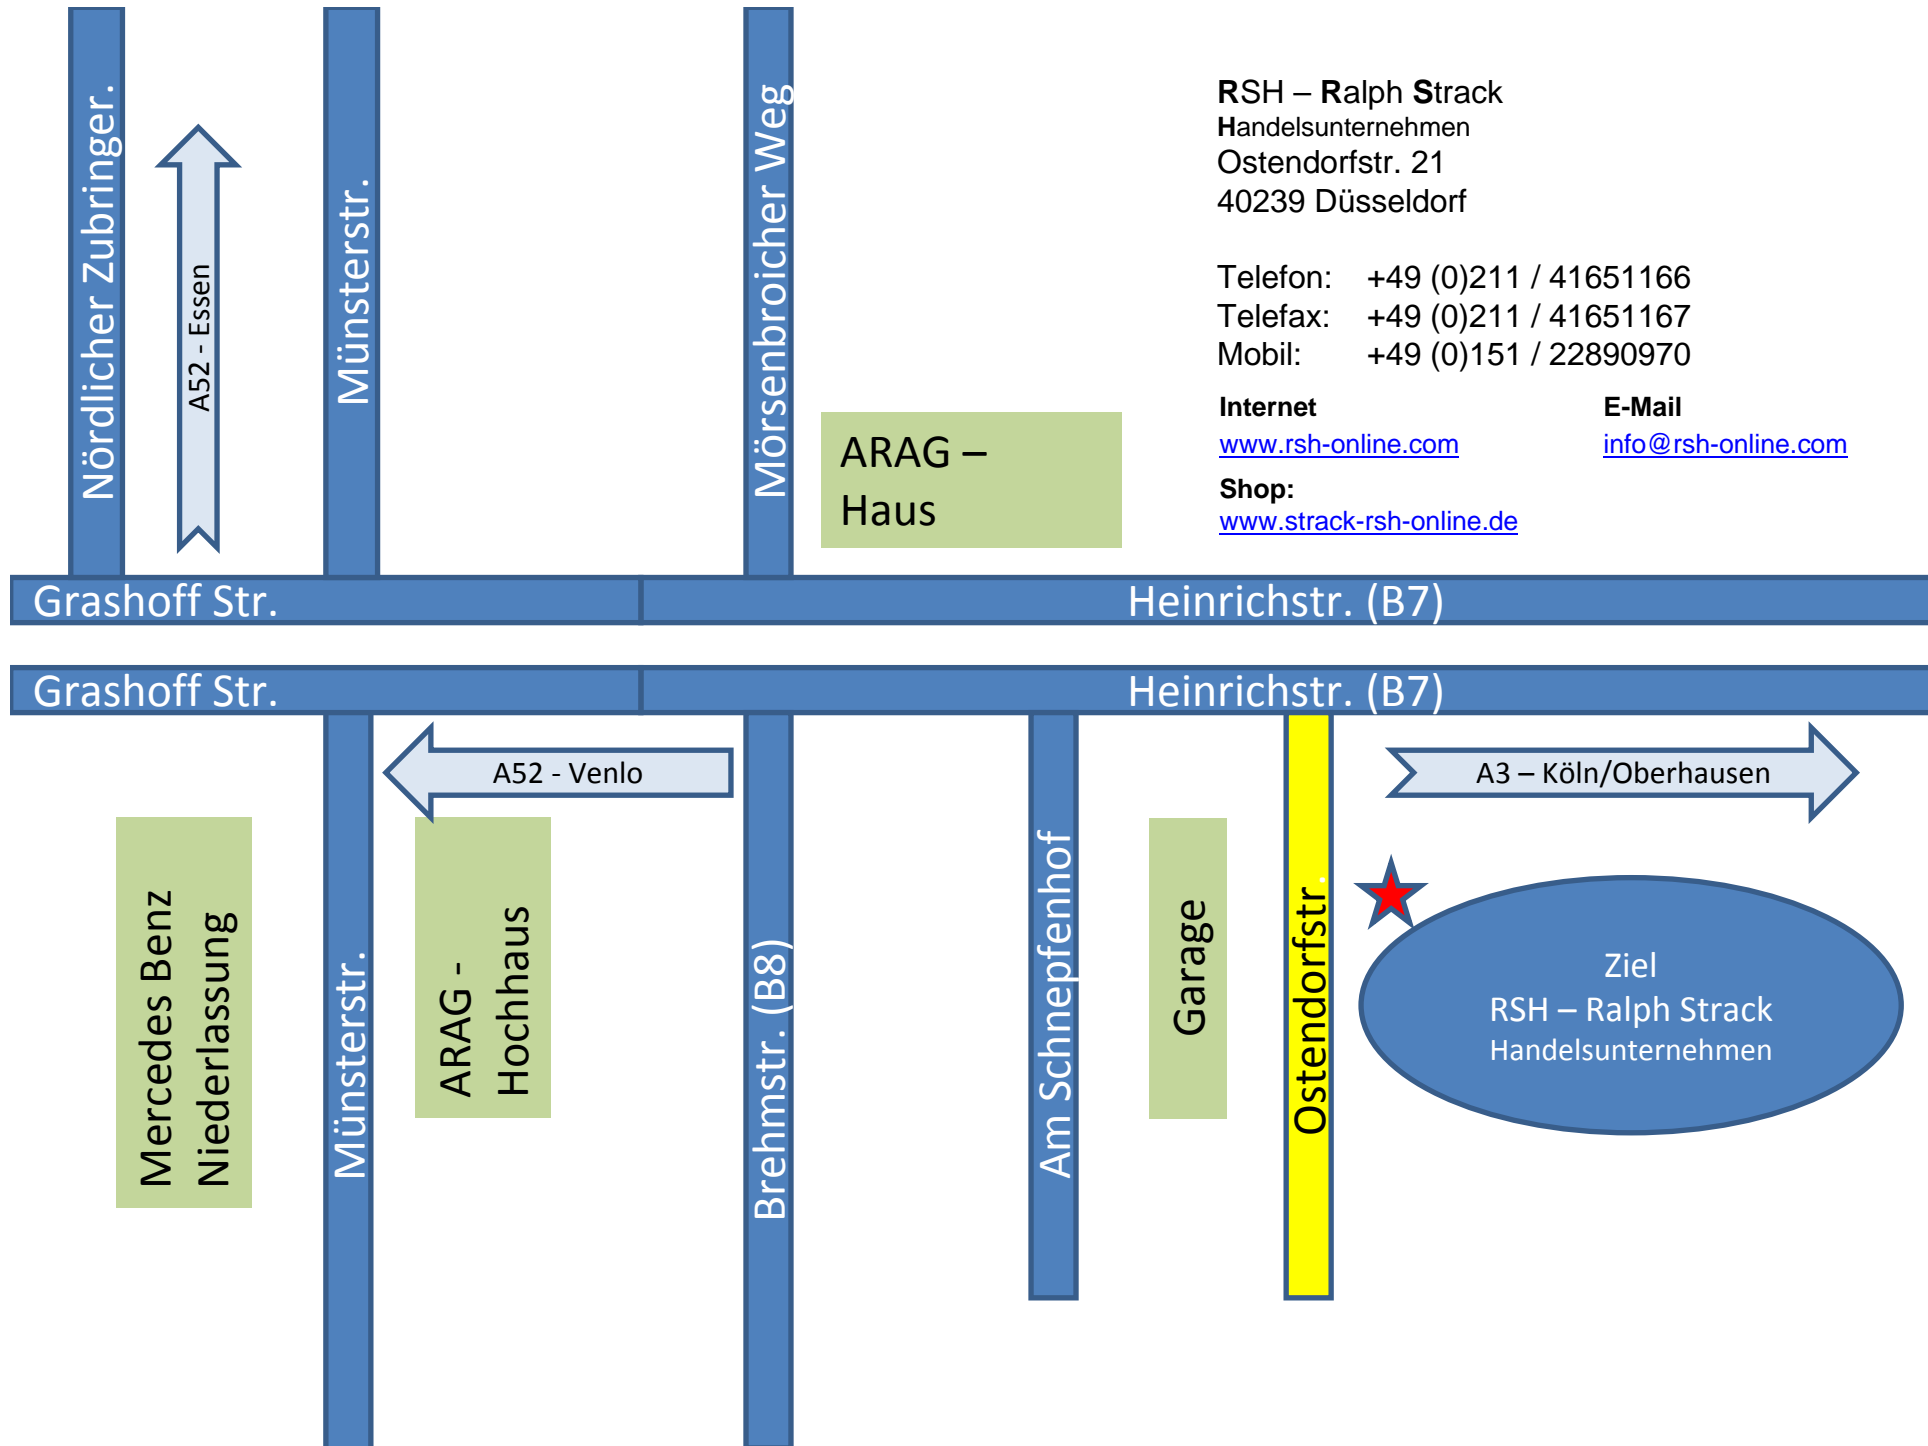 Nördlicher Zubringer.
A52 - Essen
Münsterstr.
Mörsenbroicher Weg
ARAG –
Haus
RSH – Ralph Strack
Handelsunternehmen
Ostendorfstr. 21
40239 Düsseldorf
Telefon: +49 (0)211 / 41651166
Telefax: +49 (0)211 / 41651167
Mobil: +49 (0)151 / 22890970
Internet E-Mail
www.rsh-online.com info@rsh-online.com
Shop:
www.strack-rsh-online.de
Grashoff Str. Heinrichstr. (B7)
Grashoff Str. Heinrichstr. (B7)
A52 - Venlo
A3 – Köln/Oberhausen
Mercedes Benz
Niederlassung
Münsterstr.
ARAG -
Hochhaus
Brehmstr. (B8)
Am Schnepfenhof
Garage
Ostendorfstr.
Ziel
RSH – Ralph Strack
Handelsunternehmen